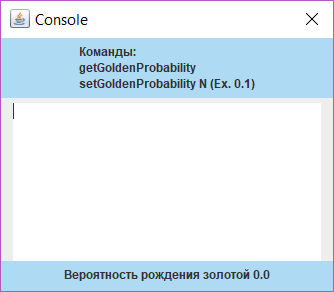 Console
Команды:
getGoldenProbability
setGoldenProbability N (Ex. 0.1)
Вероятность рождения золотой 0.0